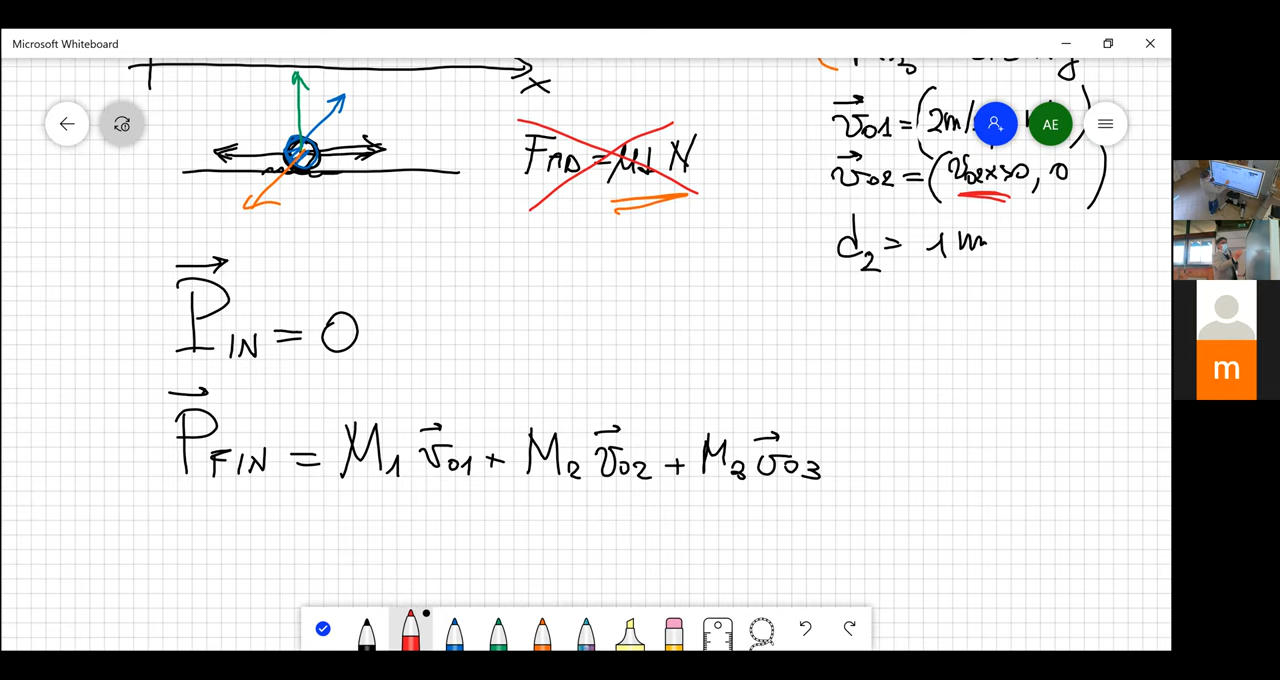 Microsoft Whiteboard
x
F_AD = μ_d N
v⃗_01 = (2m/s
v⃗_02 = (v_02x >0, 0)
d_2 = 1 m
P⃗_IN = 0
P⃗_FIN = M_1 v⃗_01 + M_2 v⃗_02 + M_3 v⃗_03
AE
m